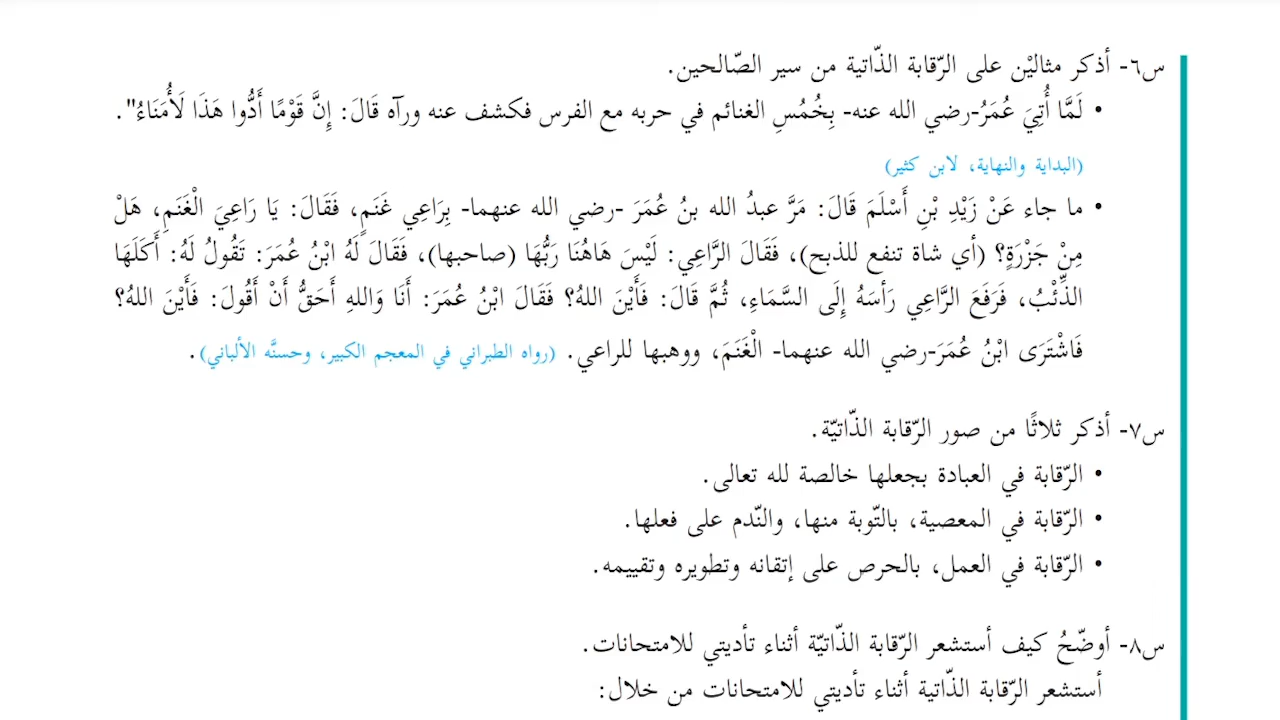 س٦- أذكر مثاليْن على الرّقابة الذّاتية من سير الصّالحين.
• لَمَّا أُتِيَ عُمَرُ-رضي الله عنه- بِخُمُسِ الغنائم في حربه مع الفرس فكشف عنه ورآه قَالَ: إِنَّ قَوْمًا أَدُّوا هَذَا لَأُمَنَاءُ".
(البداية والنهاية، لابن كثير)
• ما جاء عَنْ زَيْدِ بْنِ أَسْلَمَ قَالَ: مَرَّ عبدُ الله بنُ عُمَرَ -رضي الله عنهما- بِرَاعِي غَنَمٍ، فَقَالَ: يَا رَاعِيَ الْغَنَمِ، هَلْ
مِنْ جَزْرَةٍ؟ (أي شاة تنفع للذبح)، فَقَالَ الرَّاعِي: لَيْسَ هَاهُنَا رَبُّهَا (صاحبها)، فَقَالَ لَهُ ابْنُ عُمَرَ: تَقُولُ لَهُ: أَكَلَهَا
الذِّئْبُ، فَرَفَعَ الرَّاعِي رَأسَهُ إِلَى السَّمَاءِ، ثُمَّ قَالَ: فَأَيْنَ اللهُ؟ فَقَالَ ابْنُ عُمَرَ: أَنَا وَاللهِ أَحَقُّ أَنْ أَقُولَ: فَأَيْنَ اللهُ؟
فَاشْتَرَى ابْنُ عُمَرَ-رضي الله عنهما- الْغَنَمَ، ووهبها للراعي. (رواه الطبراني في المعجم الكبير، وحسنَّه الألباني).
س٧- أذكر ثلاثًا من صور الرّقابة الذّاتيّة.
• الرّقابة في العبادة بجعلها خالصة لله تعالى.
• الرّقابة في المعصية، بالتّوبة منها، والنّدم على فعلها.
• الرّقابة في العمل، بالحرص على إتقانه وتطويره وتقييمه.
س٨- أوضّحُ كيف أستشعر الرّقابة الذّاتيّة أثناء تأديتي للامتحانات.
أستشعر الرّقابة الذّاتية أثناء تأديتي للامتحانات من خلال: